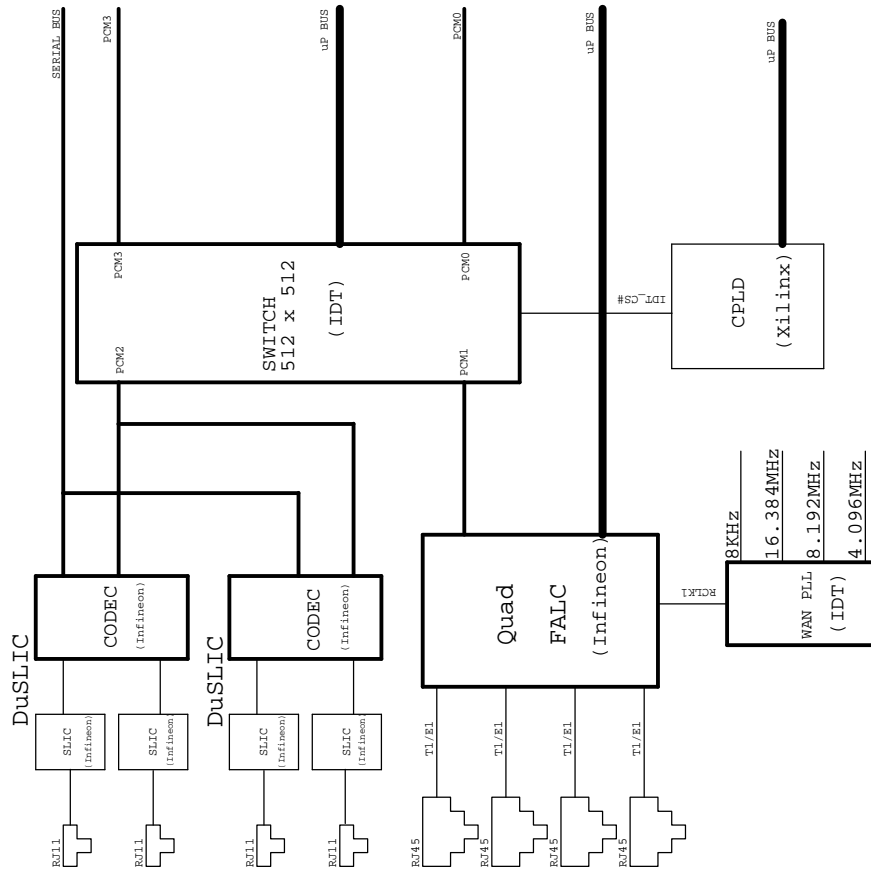 SERIAL BUS
PCM3
uP BUS
PCM0
uP BUS
uP BUS
PCM3
PCM0
SWITCH
512 x 512
(IDT)
PCM2
PCM1
IDT_CS#
CPLD
(Xilinx)
8KHz
16.384MHz
8.192MHz
4.096MHz
WAN PLL
(IDT)
RCLK1
Quad
FALC
(Infineon)
DuSLIC
CODEC
(Infineon)
DuSLIC
CODEC
(Infineon)
SLIC
(Infineon)
SLIC
(Infineon)
SLIC
(Infineon)
SLIC
(Infineon)
T1/E1
T1/E1
T1/E1
T1/E1
RJ11
RJ11
RJ11
RJ11
RJ45
RJ45
RJ45
RJ45